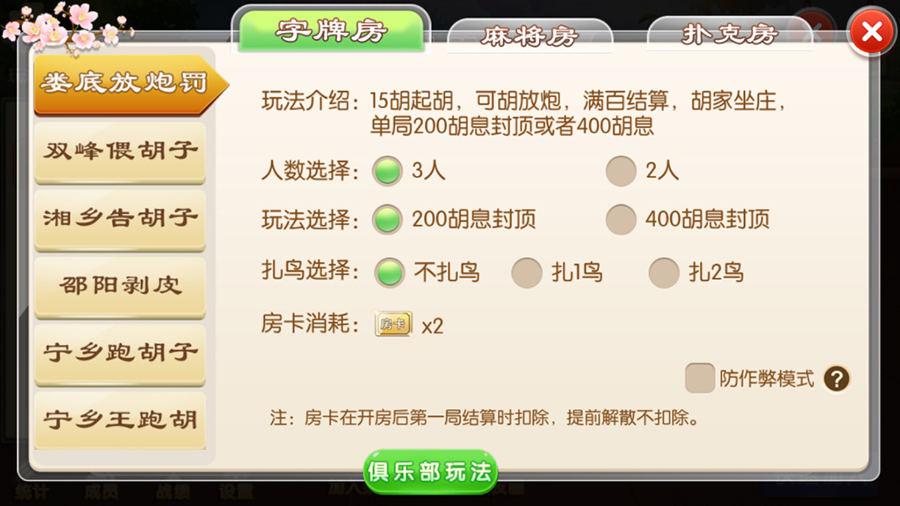 字牌房
麻将房
扑克房
娄底放炮罚
双峰偎胡子
湘乡告胡子
邵阳剥皮
宁乡跑胡子
宁乡王跑胡
玩法介绍：15胡起胡，可胡放炮，满百结算，胡家坐庄，
单局200胡息封顶或者400胡息
人数选择： 3人 2人
玩法选择： 200胡息封顶 400胡息封顶
扎鸟选择： 不扎鸟 扎1鸟 扎2鸟
房卡消耗： 房卡 x2
防作弊模式 ?
注：房卡在开房后第一局结算时扣除，提前解散不扣除。
俱乐部玩法
统计 成员 战绩 设置